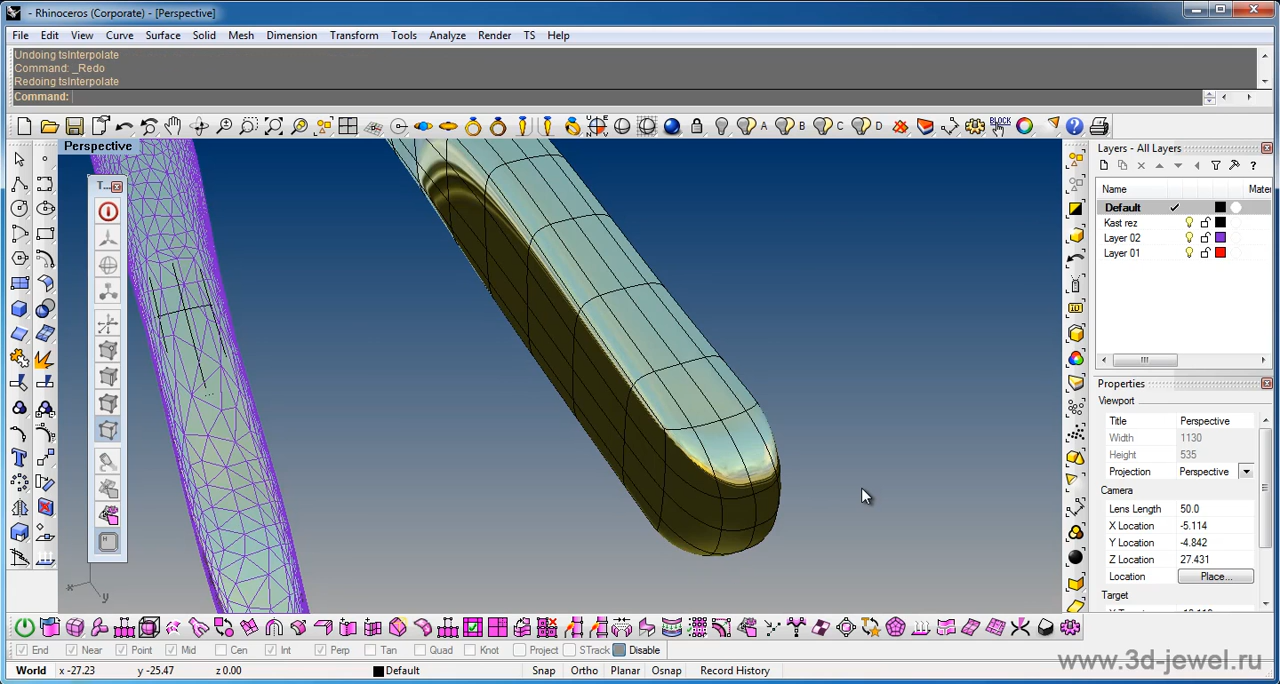 - Rhinoceros (Corporate) - [Perspective]
File Edit View Curve Surface Solid Mesh Dimension Transform Tools Analyze Render TS Help
Undoing tsInterpolate
Command: _Redo
Redoing tsInterpolate
Command:
A B C D BLOCK
Perspective
T...
Layers - All Layers
Name Mater
Default
Kast rez
Layer 02
Layer 01
Properties
Viewport
Title Perspective
Width 1130
Height 535
Projection Perspective
Camera
Lens Length 50.0
X Location -5.114
Y Location -4.842
Z Location 27.431
Location Place...
Target
x y
End Near Point Mid Cen Int Perp Tan Quad Knot Project STrack Disable
World x -27.23 y -25.47 z 0.00 Default Snap Ortho Planar Osnap Record History
www.3d-jewel.ru